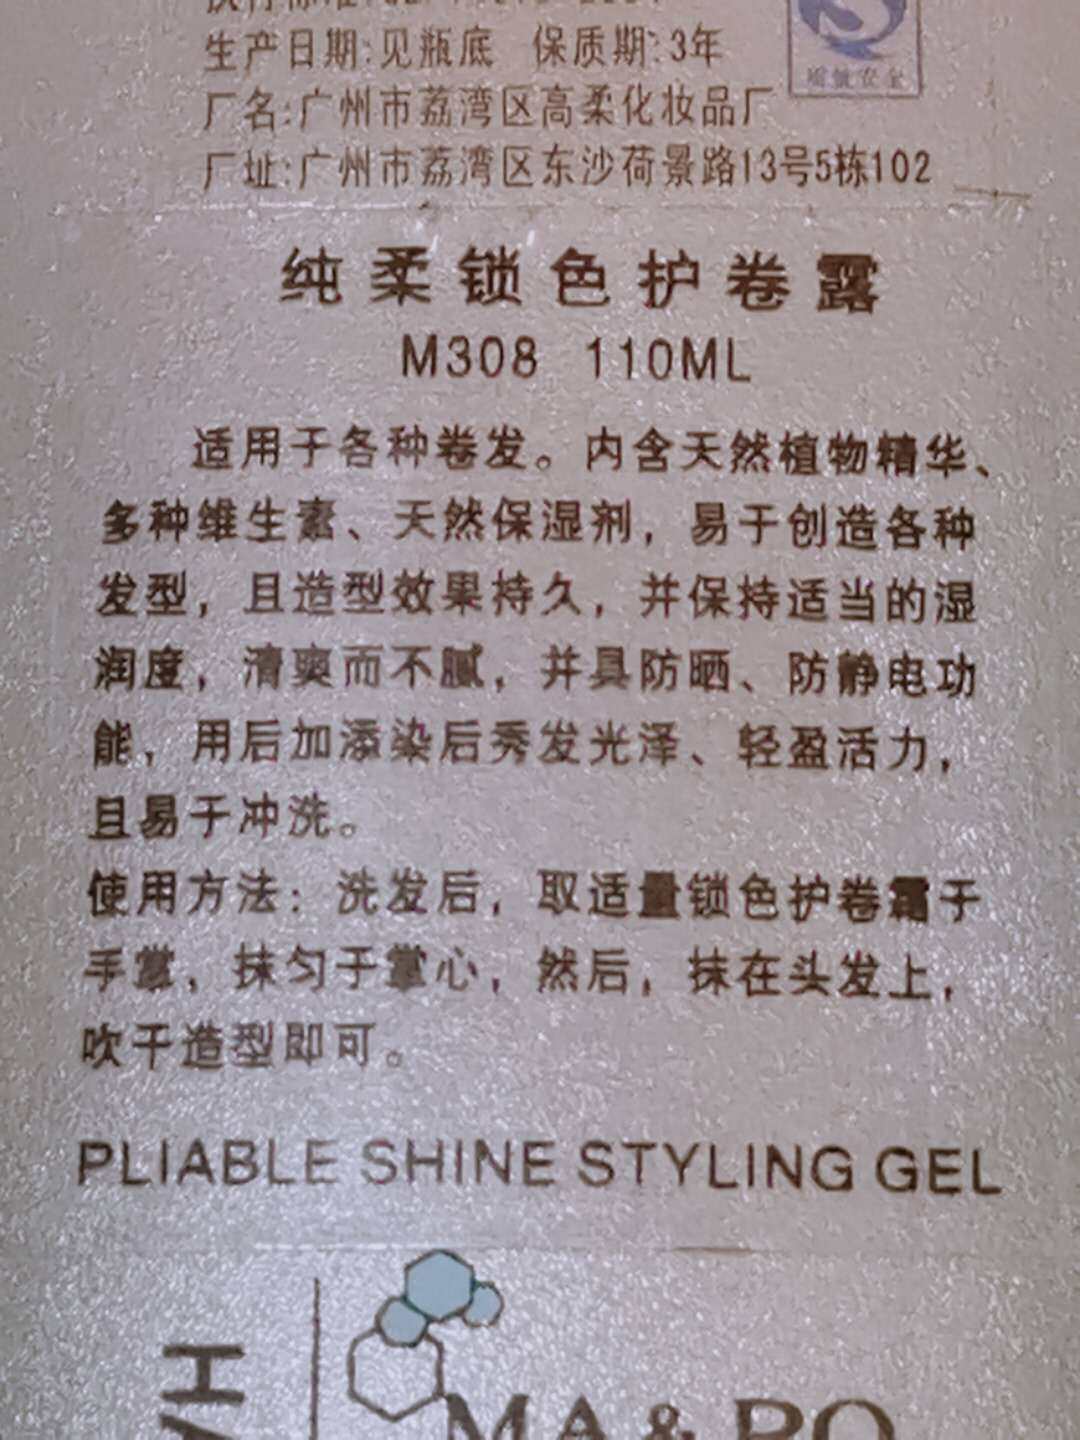 生产日期:见瓶底 保质期:3年
质量安全
厂名:广州市荔湾区高柔化妆品厂
厂址:广州市荔湾区东沙荷景路13号5栋102
纯柔锁色护卷露
M308 110ML
适用于各种卷发。内含天然植物精华、
多种维生素、天然保湿剂，易于创造各种
发型，且造型效果持久，并保持适当的湿
润度，清爽而不腻，并具防晒、防静电功
能，用后加添染后秀发光泽、轻盈活力，
且易于冲洗。
使用方法：洗发后，取适量锁色护卷霜于
手掌，抹匀于掌心，然后，抹在头发上，
吹干造型即可。
PLIABLE SHINE STYLING GEL
MA&PO